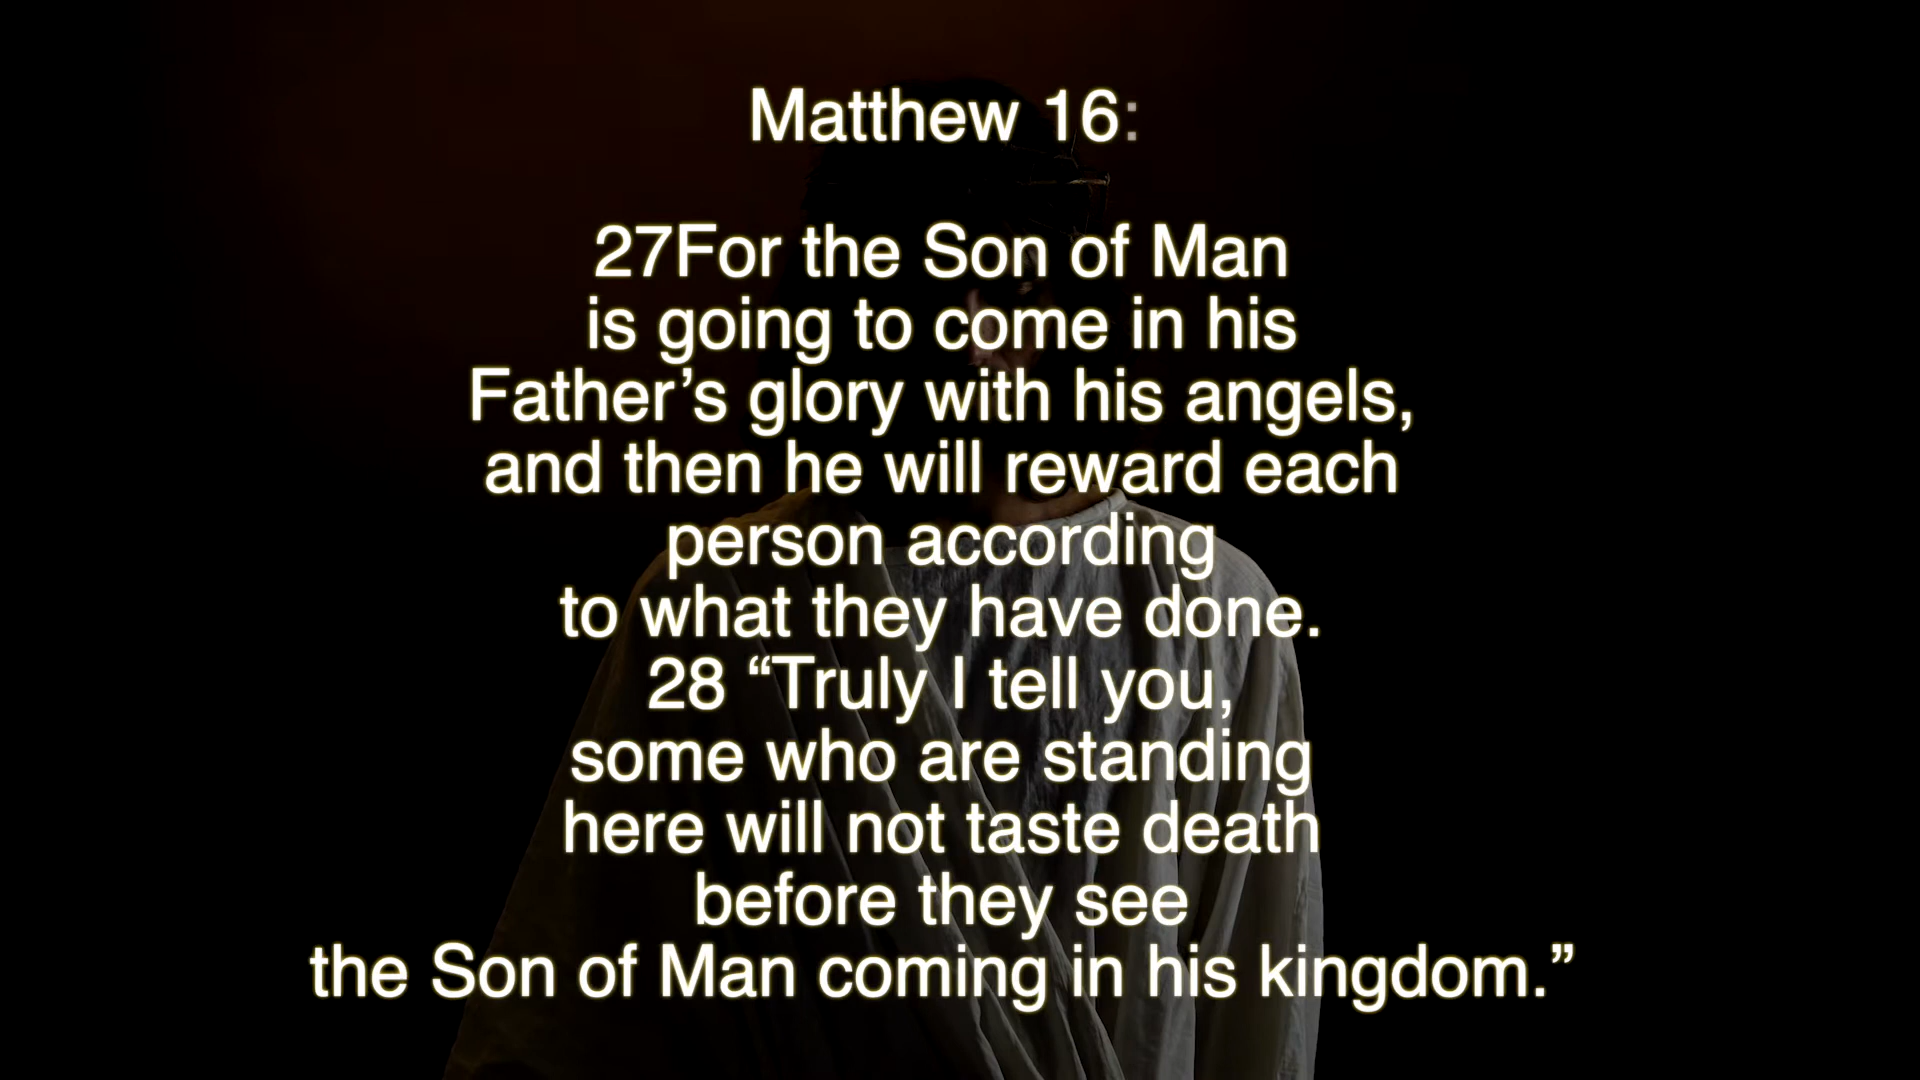 Matthew 16:
27For the Son of Man
is going to come in his
Father’s glory with his angels,
and then he will reward each
person according
to what they have done.
28 “Truly I tell you,
some who are standing
here will not taste death
before they see
the Son of Man coming in his kingdom.”